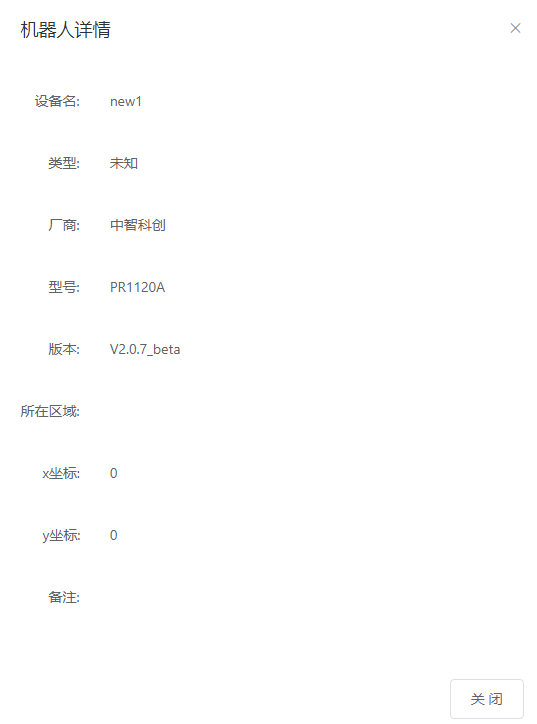 机器人详情
设备名: new1
类型: 未知
厂商: 中智科创
型号: PR1120A
版本: V2.0.7_beta
所在区域:
x坐标: 0
y坐标: 0
备注:
关 闭